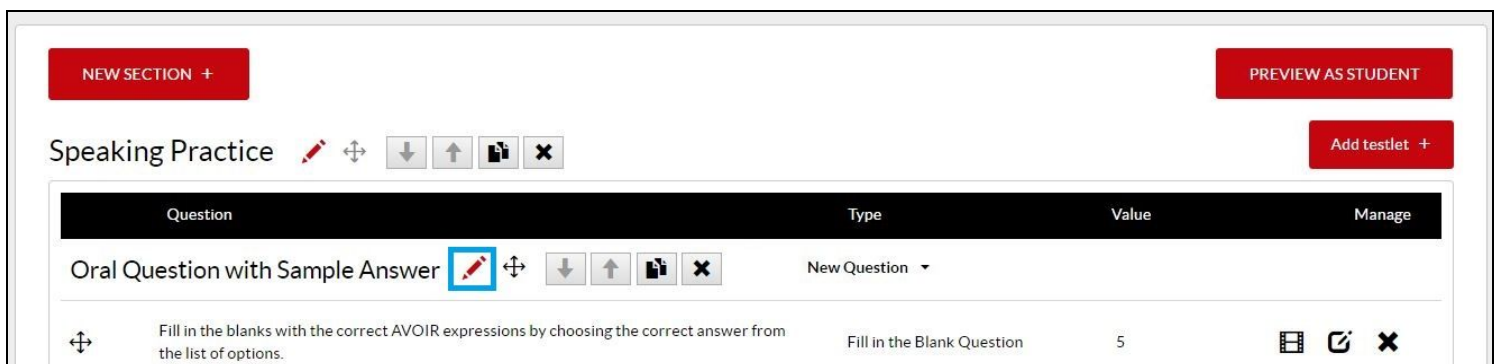 NEW SECTION +
PREVIEW AS STUDENT
Speaking Practice
Add testlet +
Question Type Value Manage
Oral Question with Sample Answer New Question
Fill in the blanks with the correct AVOIR expressions by choosing the correct answer from
the list of options.
Fill in the Blank Question 5